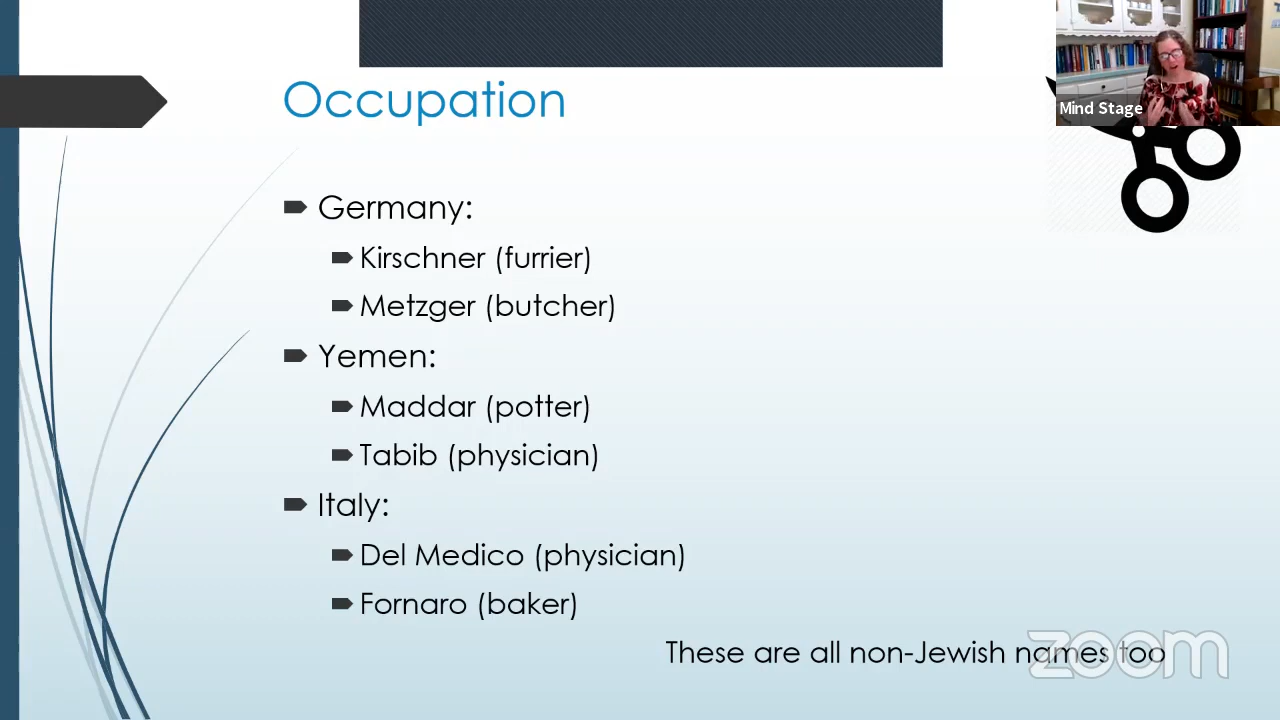 Occupation
Mind Stage
Germany:
Kirschner (furrier)
Metzger (butcher)
Yemen:
Maddar (potter)
Tabib (physician)
Italy:
Del Medico (physician)
Fornaro (baker)
These are all non-Jewish names too
zoom